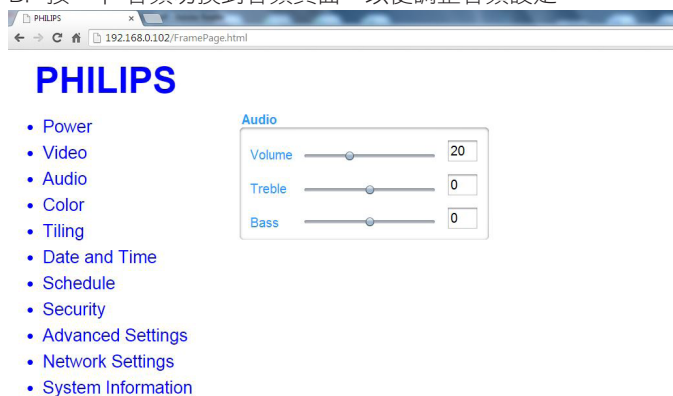 PHILIPS
192.168.0.102/FramePage.html
PHILIPS
• Power
• Video
• Audio
• Color
• Tiling
• Date and Time
• Schedule
• Security
• Advanced Settings
• Network Settings
• System Information
Audio
Volume 20
Treble 0
Bass 0